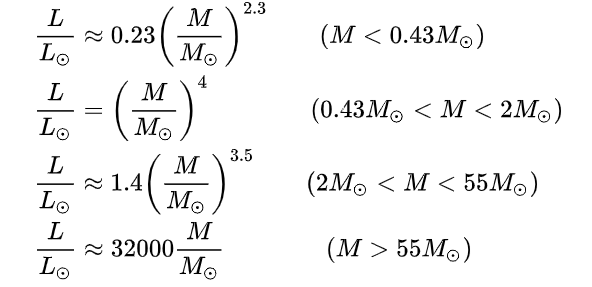 L/L☉ ≈ 0.23(M/M☉)^2.3 (M < 0.43M☉)
L/L☉ = (M/M☉)^4 (0.43M☉ < M < 2M☉)
L/L☉ ≈ 1.4(M/M☉)^3.5 (2M☉ < M < 55M☉)
L/L☉ ≈ 32000 M/M☉ (M > 55M☉)